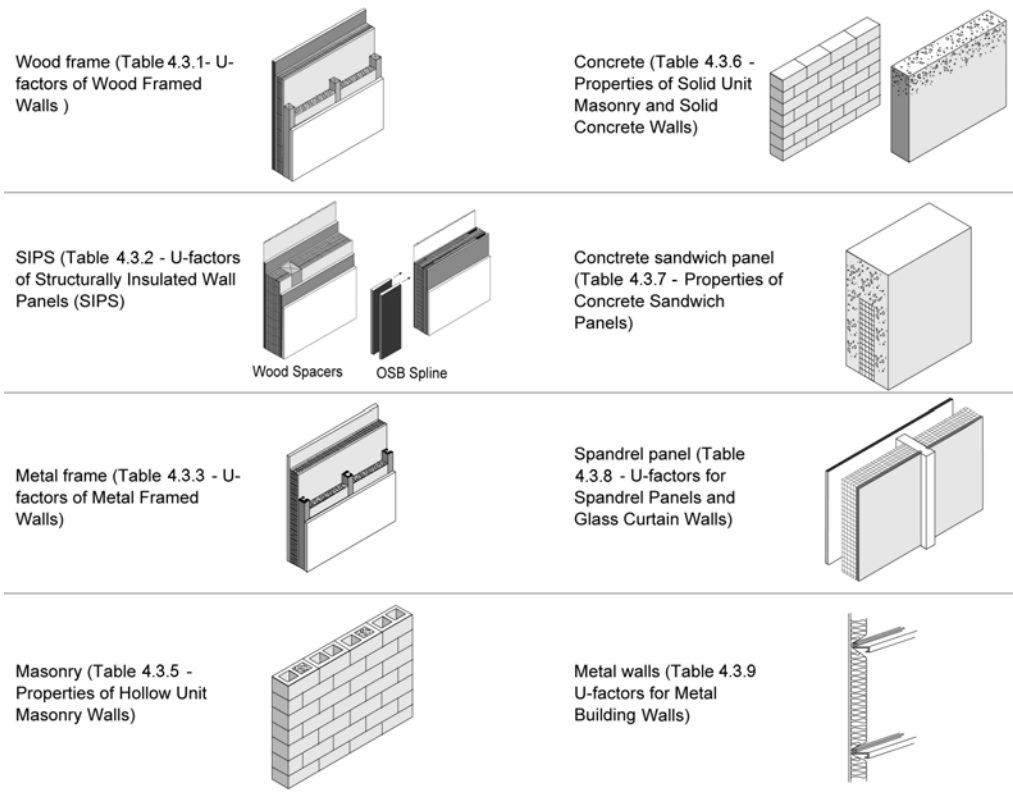 Wood frame (Table 4.3.1- U-
factors of Wood Framed
Walls )
Concrete (Table 4.3.6 -
Properties of Solid Unit
Masonry and Solid
Concrete Walls)
SIPS (Table 4.3.2 - U-factors
of Structurally Insulated Wall
Panels (SIPS)
Wood Spacers
OSB Spline
Conctrete sandwich panel
(Table 4.3.7 - Properties of
Concrete Sandwich
Panels)
Metal frame (Table 4.3.3 - U-
factors of Metal Framed
Walls)
Spandrel panel (Table
4.3.8 - U-factors for
Spandrel Panels and
Glass Curtain Walls)
Masonry (Table 4.3.5 -
Properties of Hollow Unit
Masonry Walls)
Metal walls (Table 4.3.9
U-factors for Metal
Building Walls)